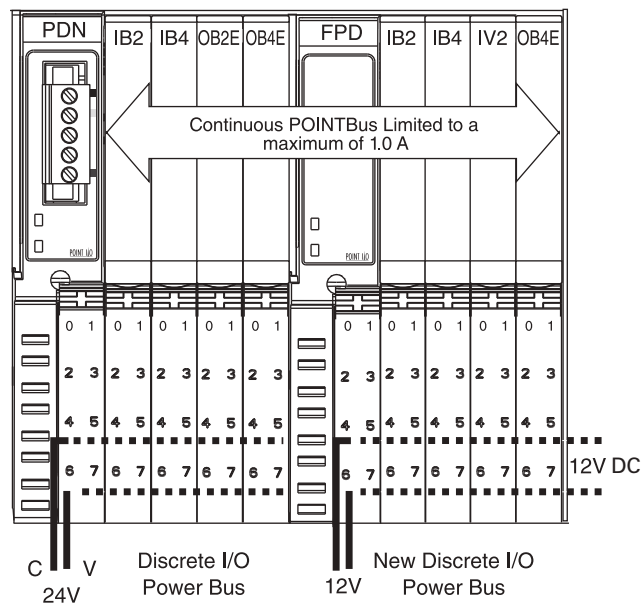 PDN IB2 IB4 OB2E OB4E FPD IB2 IB4 IV2 OB4E
Continuous POINTBus Limited to a
maximum of 1.0 A
POINT I/O POINT I/O
0 1 0 1 0 1 0 1 0 1 0 1 0 1 0 1 0 1 0 1
2 3 2 3 2 3 2 3 2 3 2 3 2 3 2 3 2 3 2 3
4 5 4 5 4 5 4 5 4 5 4 5 4 5 4 5 4 5 4 5
6 7 6 7 6 7 6 7 6 7 6 7 6 7 6 7 6 7 6 7
12V DC
C V
24V
Discrete I/O
Power Bus
12V
New Discrete I/O
Power Bus